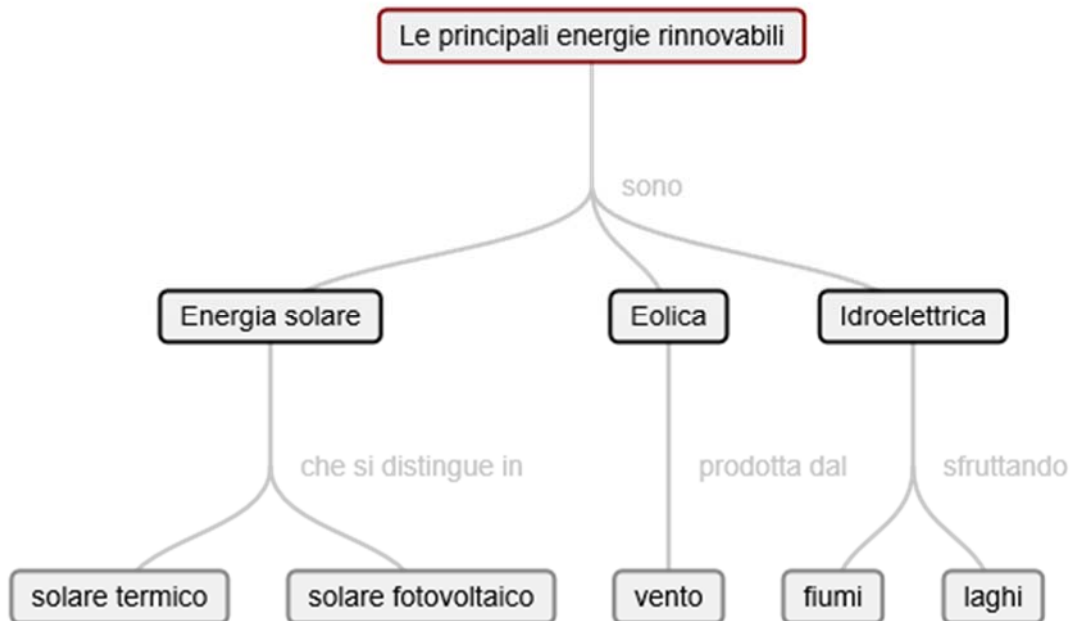 Le principali energie rinnovabili
sono
Energia solare
Eolica
Idroelettrica
che si distingue in
prodotta dal
sfruttando
solare termico
solare fotovoltaico
vento
fiumi
laghi